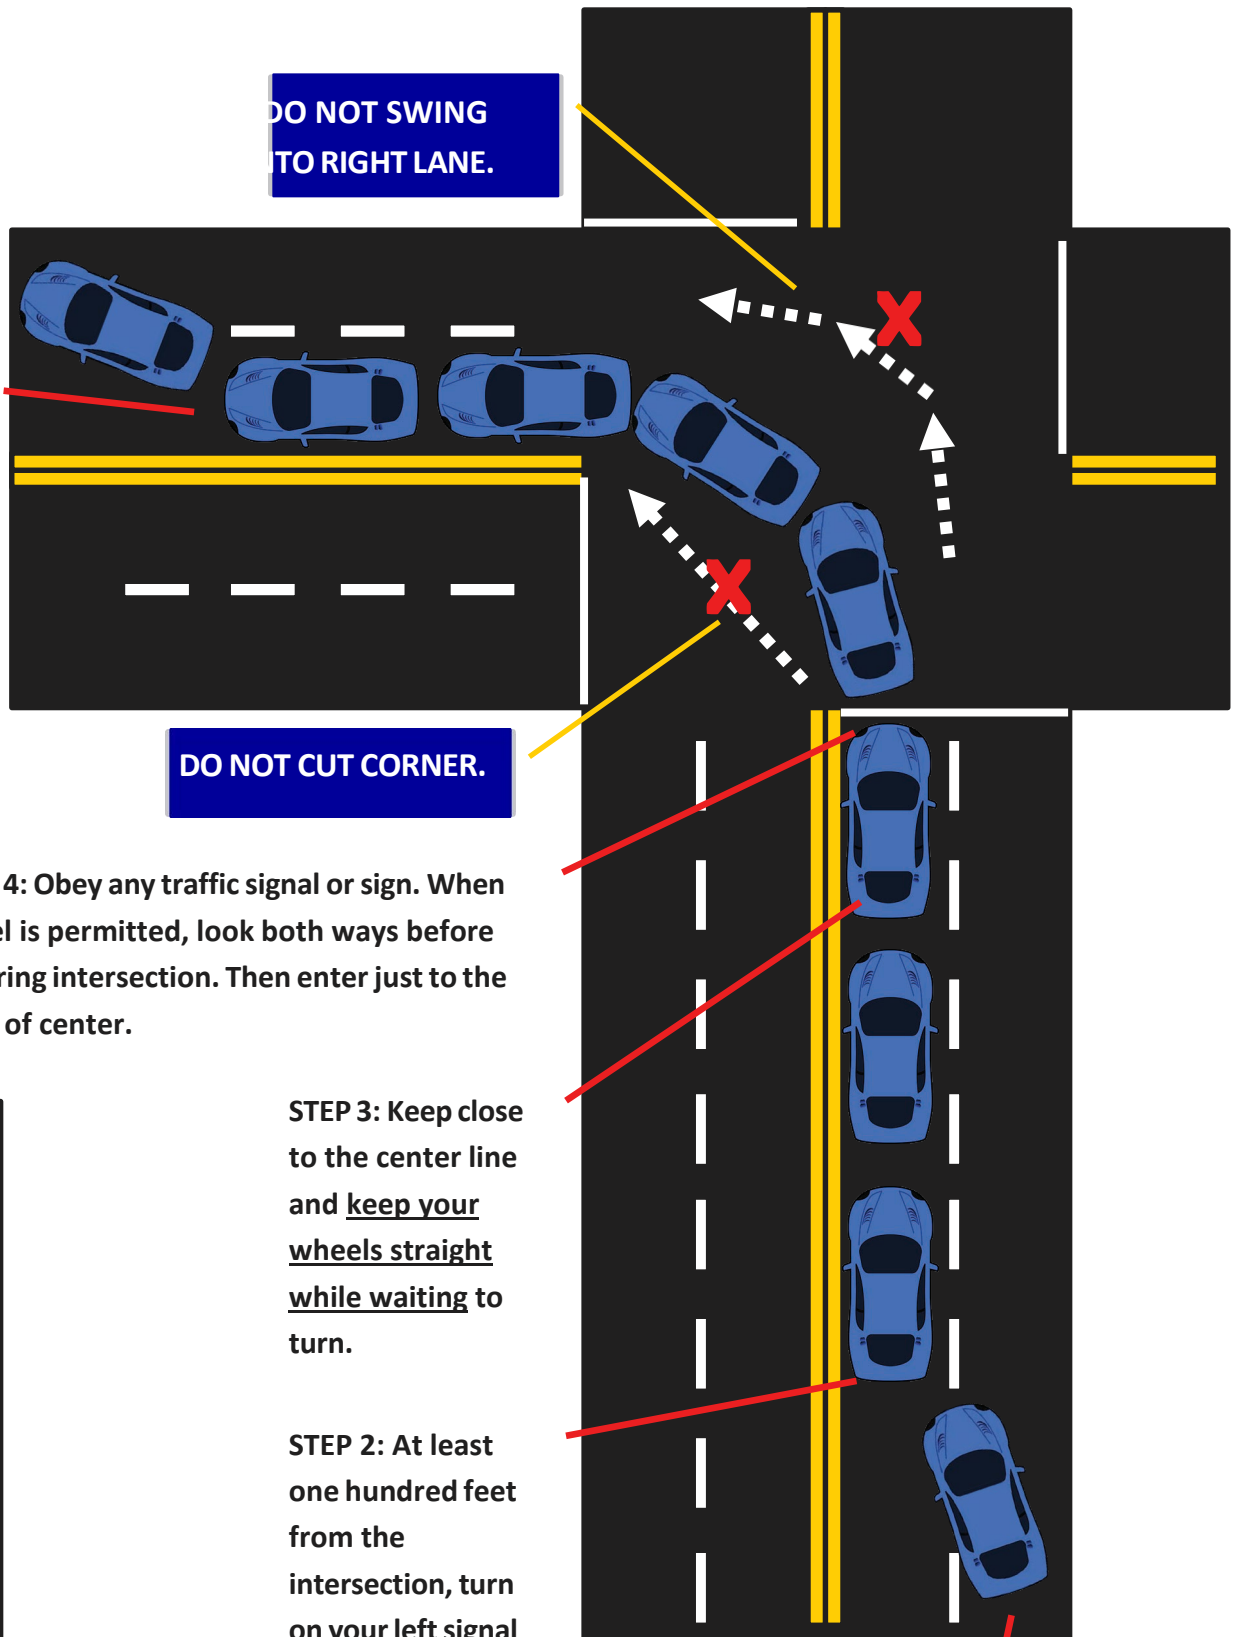 DO NOT SWING
TO RIGHT LANE.
DO NOT CUT CORNER.
4: Obey any traffic signal or sign. When
is permitted, look both ways before
intersection. Then enter just to the
of center.
STEP 3: Keep close
to the center line
and keep your
wheels straight
while waiting to
turn.
STEP 2: At least
one hundred feet
from the
intersection, turn
on your left signal